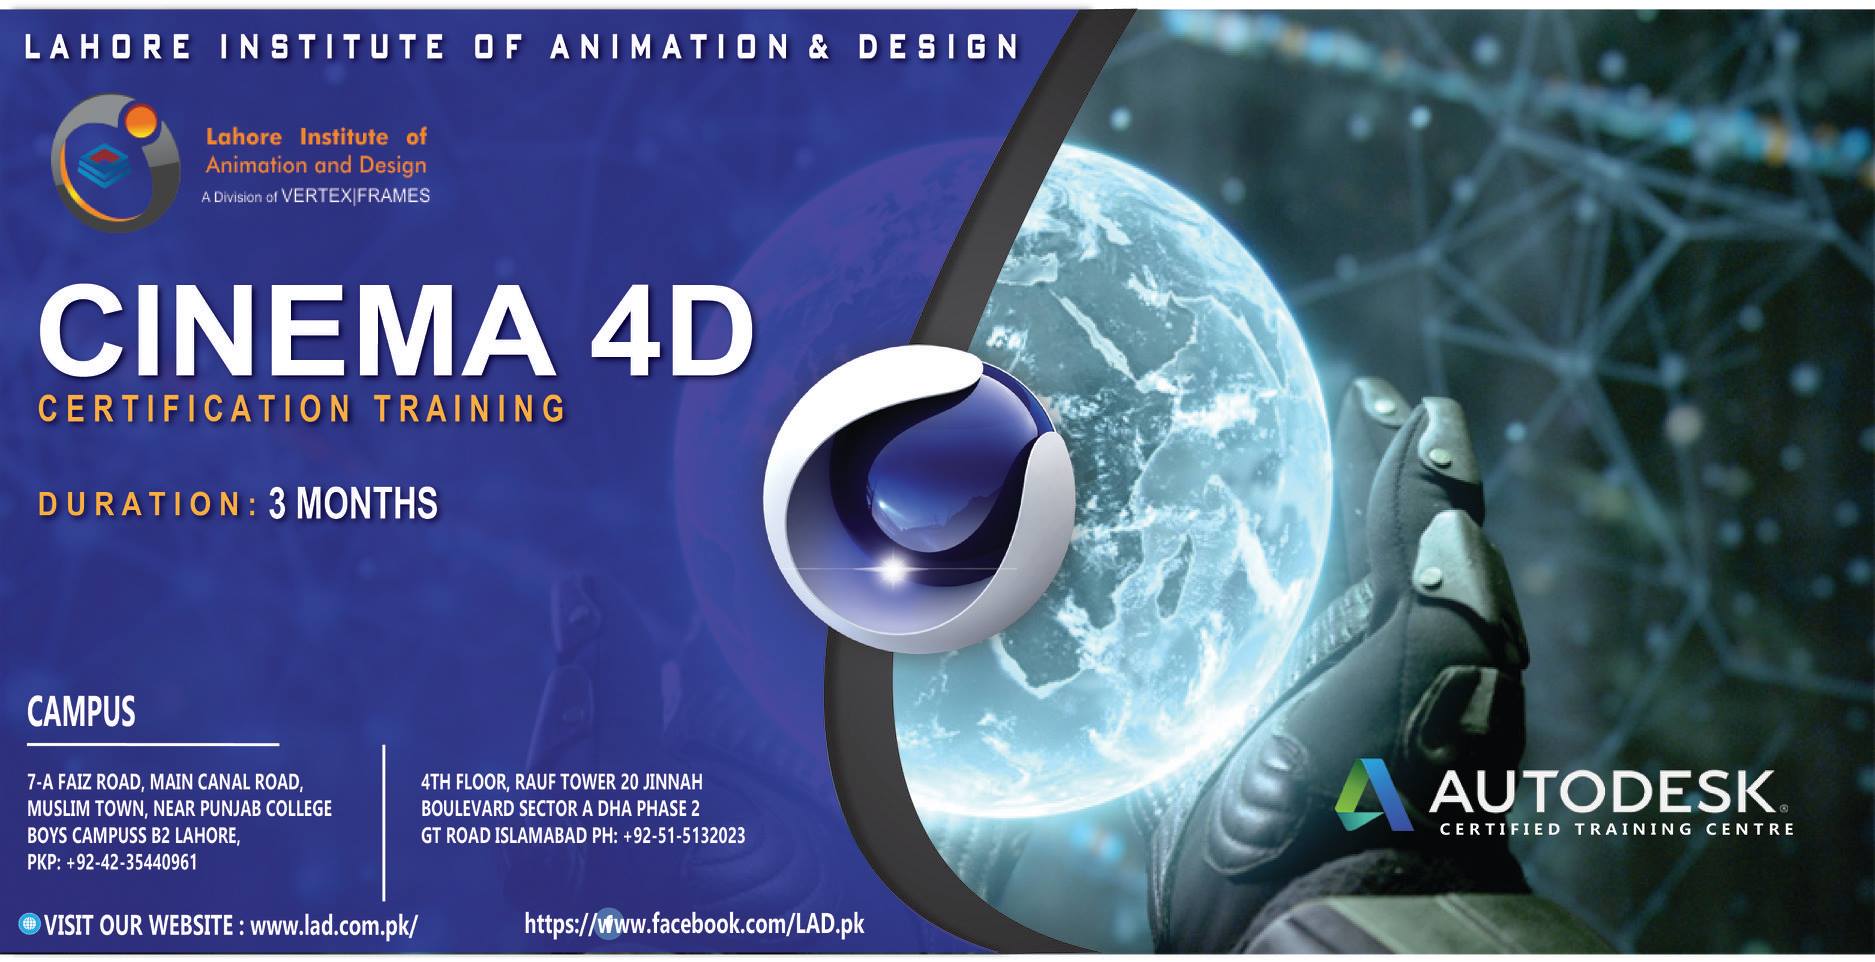 LAHORE INSTITUTE OF ANIMATION & DESIGN
Lahore Institute of
Animation and Design
A Division of VERTEX|FRAMES
CINEMA 4D
CERTIFICATION TRAINING
DURATION: 3 MONTHS
CAMPUS
7-A FAIZ ROAD, MAIN CANAL ROAD,
MUSLIM TOWN, NEAR PUNJAB COLLEGE
BOYS CAMPUSS B2 LAHORE,
PKP: +92-42-35440961
4TH FLOOR, RAUF TOWER 20 JINNAH
BOULEVARD SECTOR A DHA PHASE 2
GT ROAD ISLAMABAD PH: +92-51-5132023
VISIT OUR WEBSITE : www.lad.com.pk/
https://www.facebook.com/LAD.pk
AUTODESK®
CERTIFIED TRAINING CENTRE